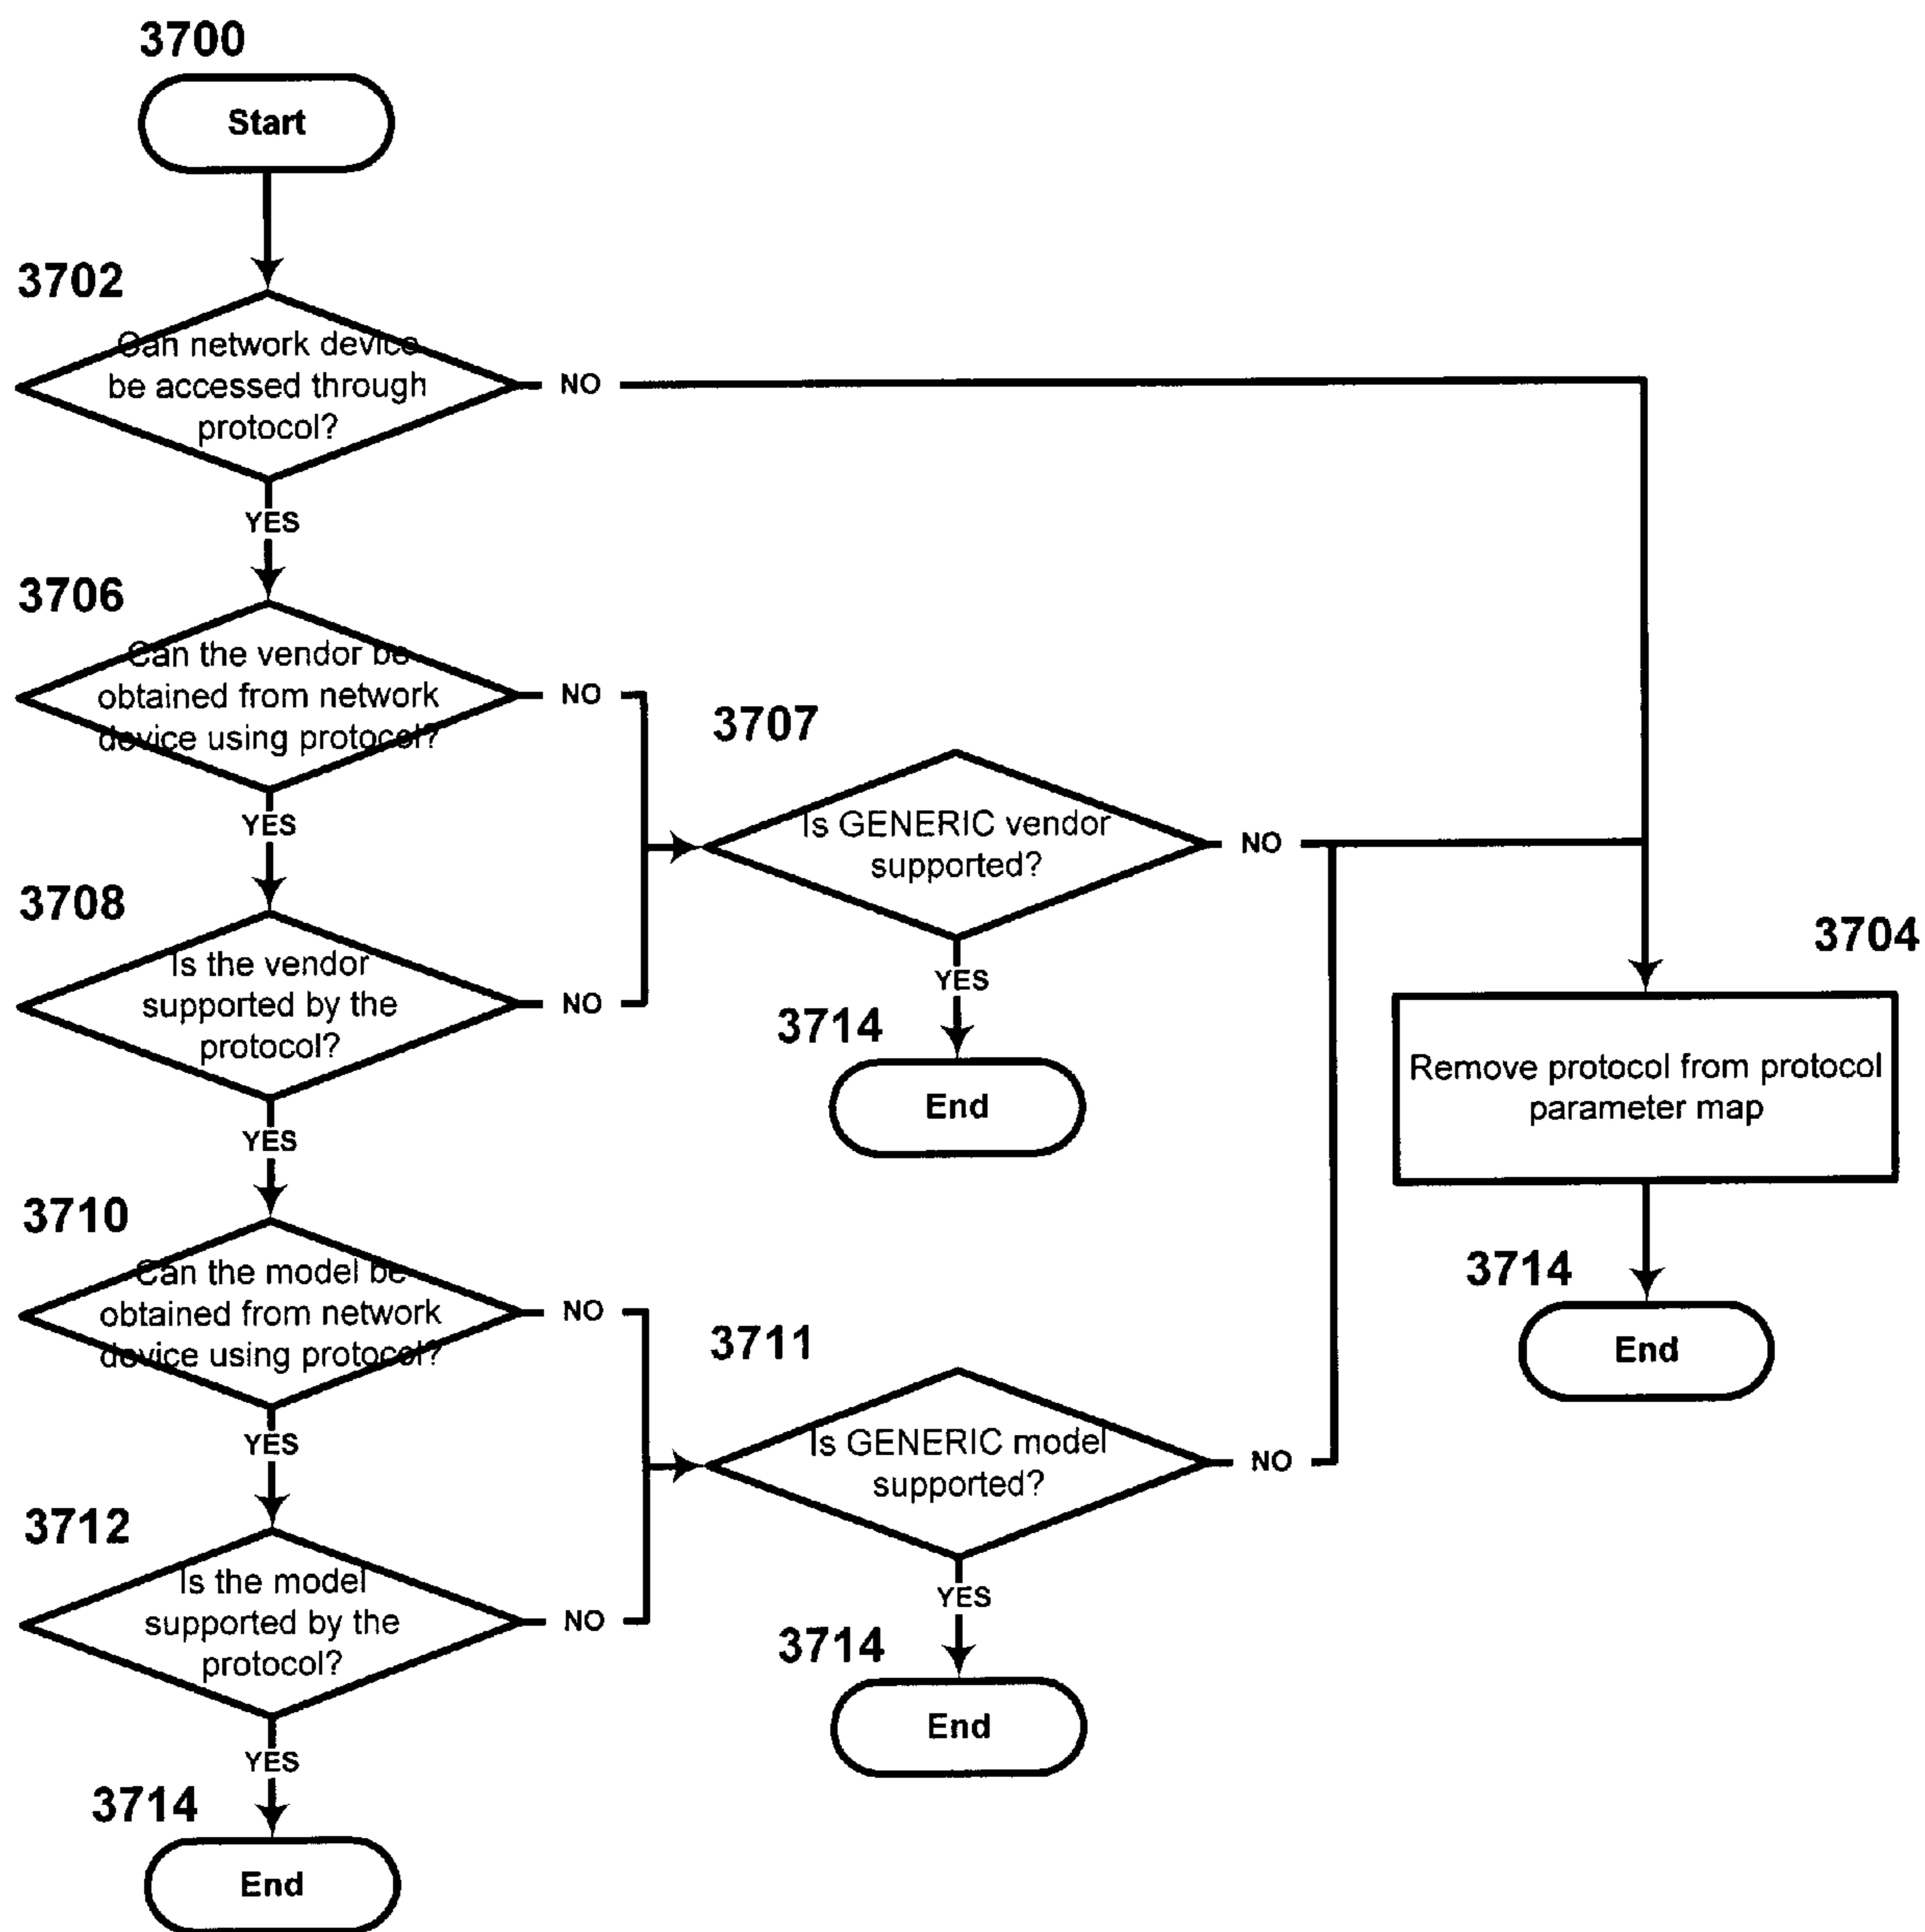 3700
Start
3702
Can network device
be accessed through
protocol?
NO
YES
3706
Can the vendor be
obtained from network
device using protocol?
NO
YES
3707
Is GENERIC vendor
supported?
NO
YES
3714
End
3708
Is the vendor
supported by the
protocol?
NO
YES
3704
Remove protocol from protocol
parameter map
3714
End
3710
Can the model be
obtained from network
device using protocol?
NO
YES
3711
Is GENERIC model
supported?
NO
YES
3714
End
3712
Is the model
supported by the
protocol?
NO
YES
3714
End